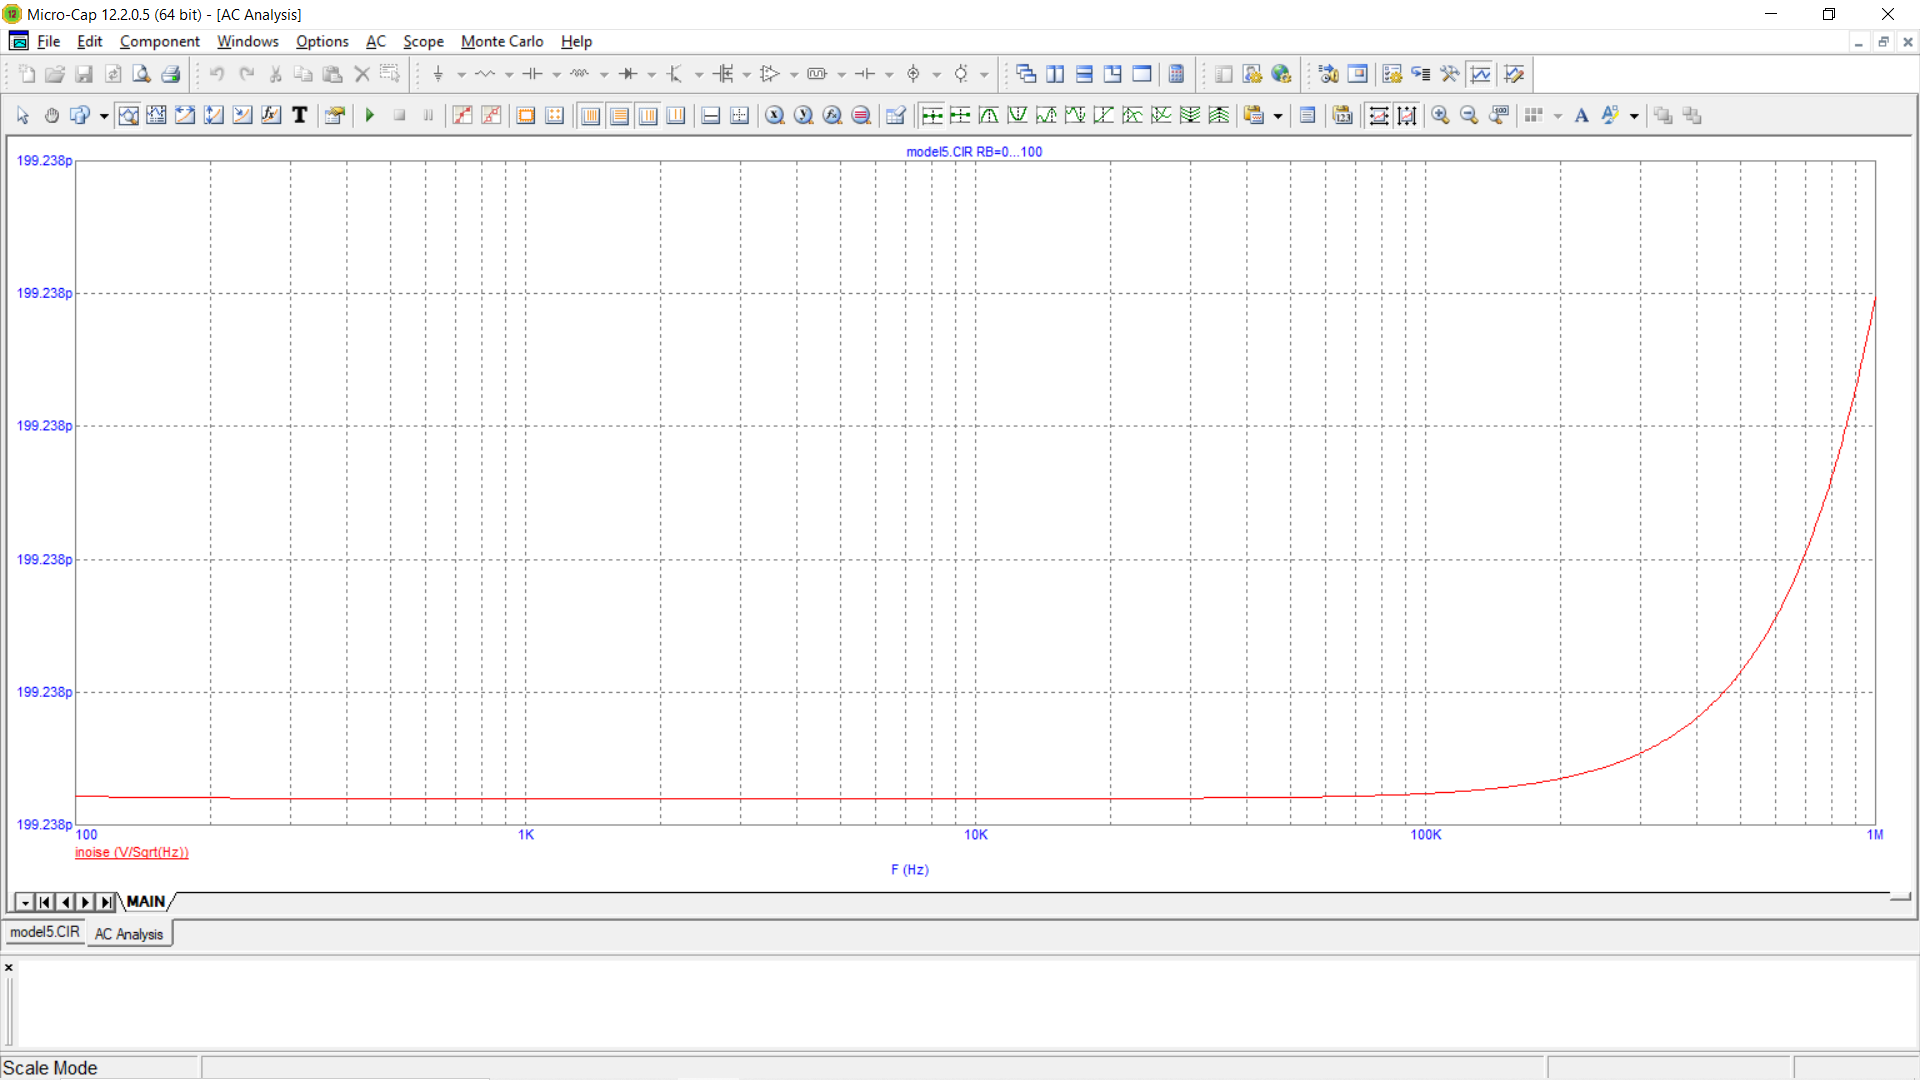 Micro-Cap 12.2.0.5 (64 bit) - [AC Analysis]
File Edit Component Windows Options AC Scope Monte Carlo Help
model5.CIR RB=0...100
199.238p
199.238p
199.238p
199.238p
199.238p
199.238p
100 1K 10K 100K 1M
inoise (V/Sqrt(Hz))
F (Hz)
MAIN
model5.CIR AC Analysis
Scale Mode